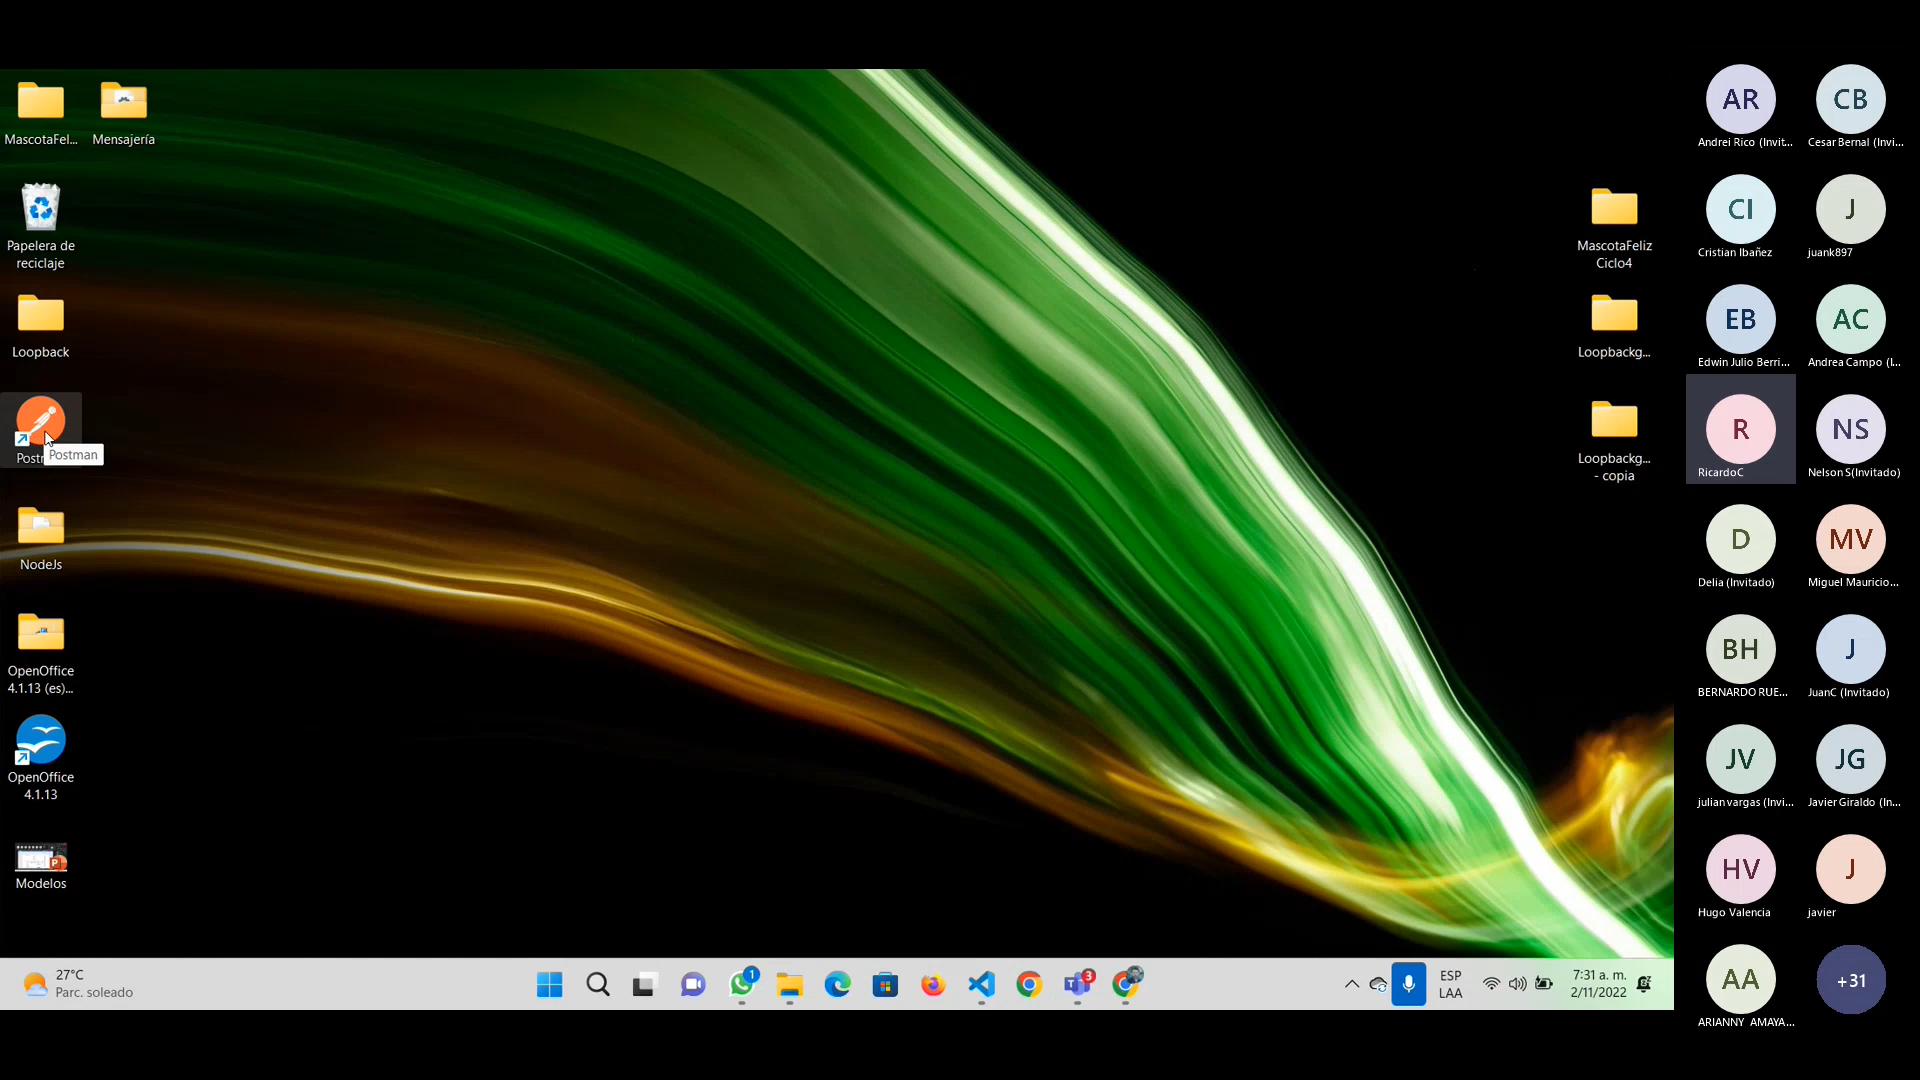 MascotaFel...
Mensajería
Papelera de
reciclaje
Loopback
Postr
Postman
NodeJs
OpenOffice
4.1.13 (es)...
OpenOffice
4.1.13
Modelos
MascotaFeliz
Ciclo4
Loopbackg...
Loopbackg...
- copia
27°C
Parc. soleado
1
3
ESP
LAA
7:31 a. m.
2/11/2022
AR
Andrei Rico (Invit...
CB
Cesar Bernal (Invi...
CI
Cristian Ibañez
J
juank897
EB
Edwin Julio Berri...
AC
Andrea Campo (I...
R
RicardoC
NS
Nelson S(Invitado)
D
Delia (Invitado)
MV
Miguel Mauricio...
BH
BERNARDO RUE...
J
JuanC (Invitado)
JV
julian vargas (Invi...
JG
Javier Giraldo (In...
HV
Hugo Valencia
J
javier
AA
ARIANNY AMAYA...
+31